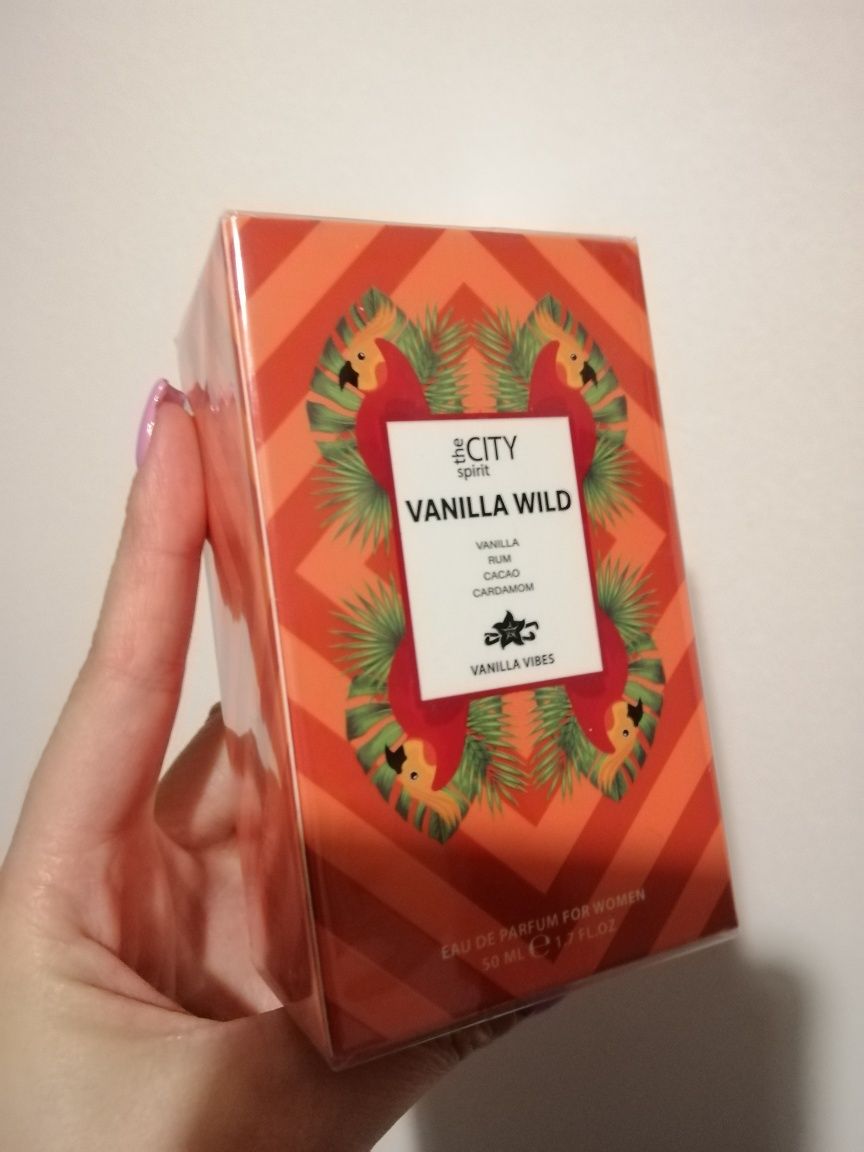 the CITY
spirit
VANILLA WILD
VANILLA
RUM
CACAO
CARDAMOM
VANILLA VIBES
EAU DE PARFUM FOR WOMEN
50 ML ℮ 1,7 FL.OZ